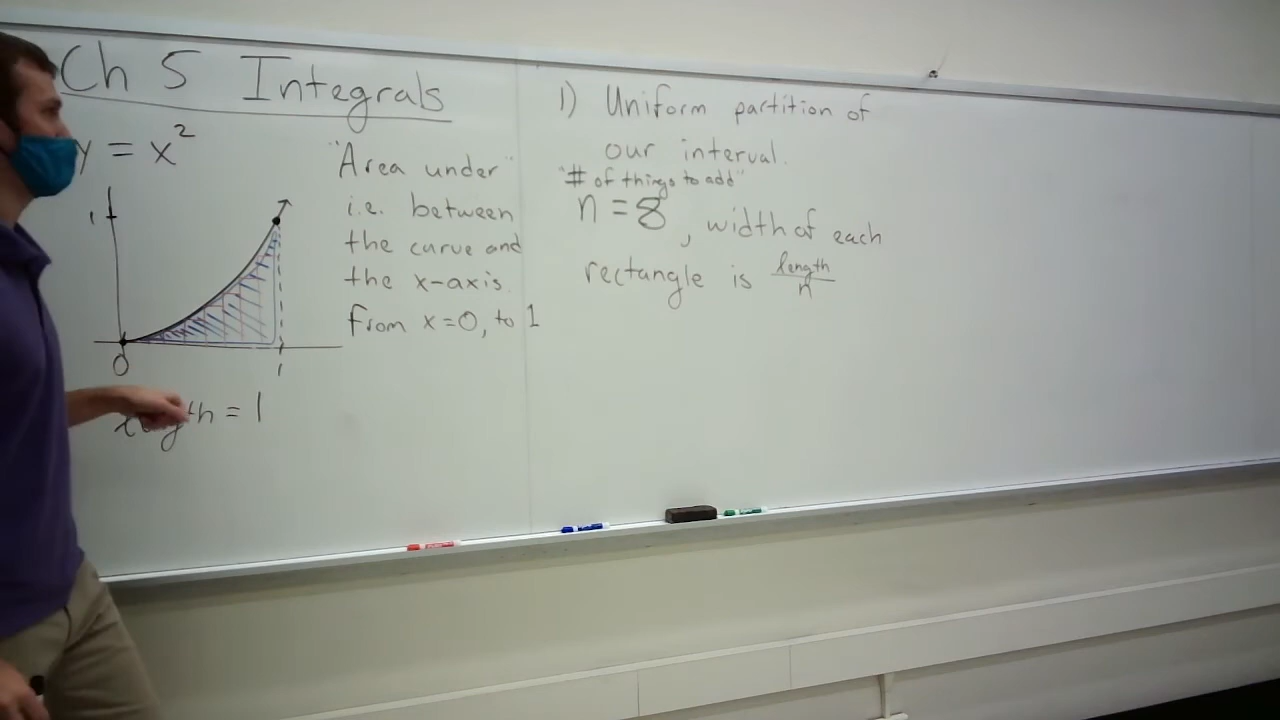 Ch 5 Integrals
y = x²
"Area under"
i.e. between
the curve and
the x-axis.
From x=0, to 1
1
0
1
= 1
1) Uniform partition of
our interval.
"# of things to add"
n = 8, width of each
rectangle is length/n